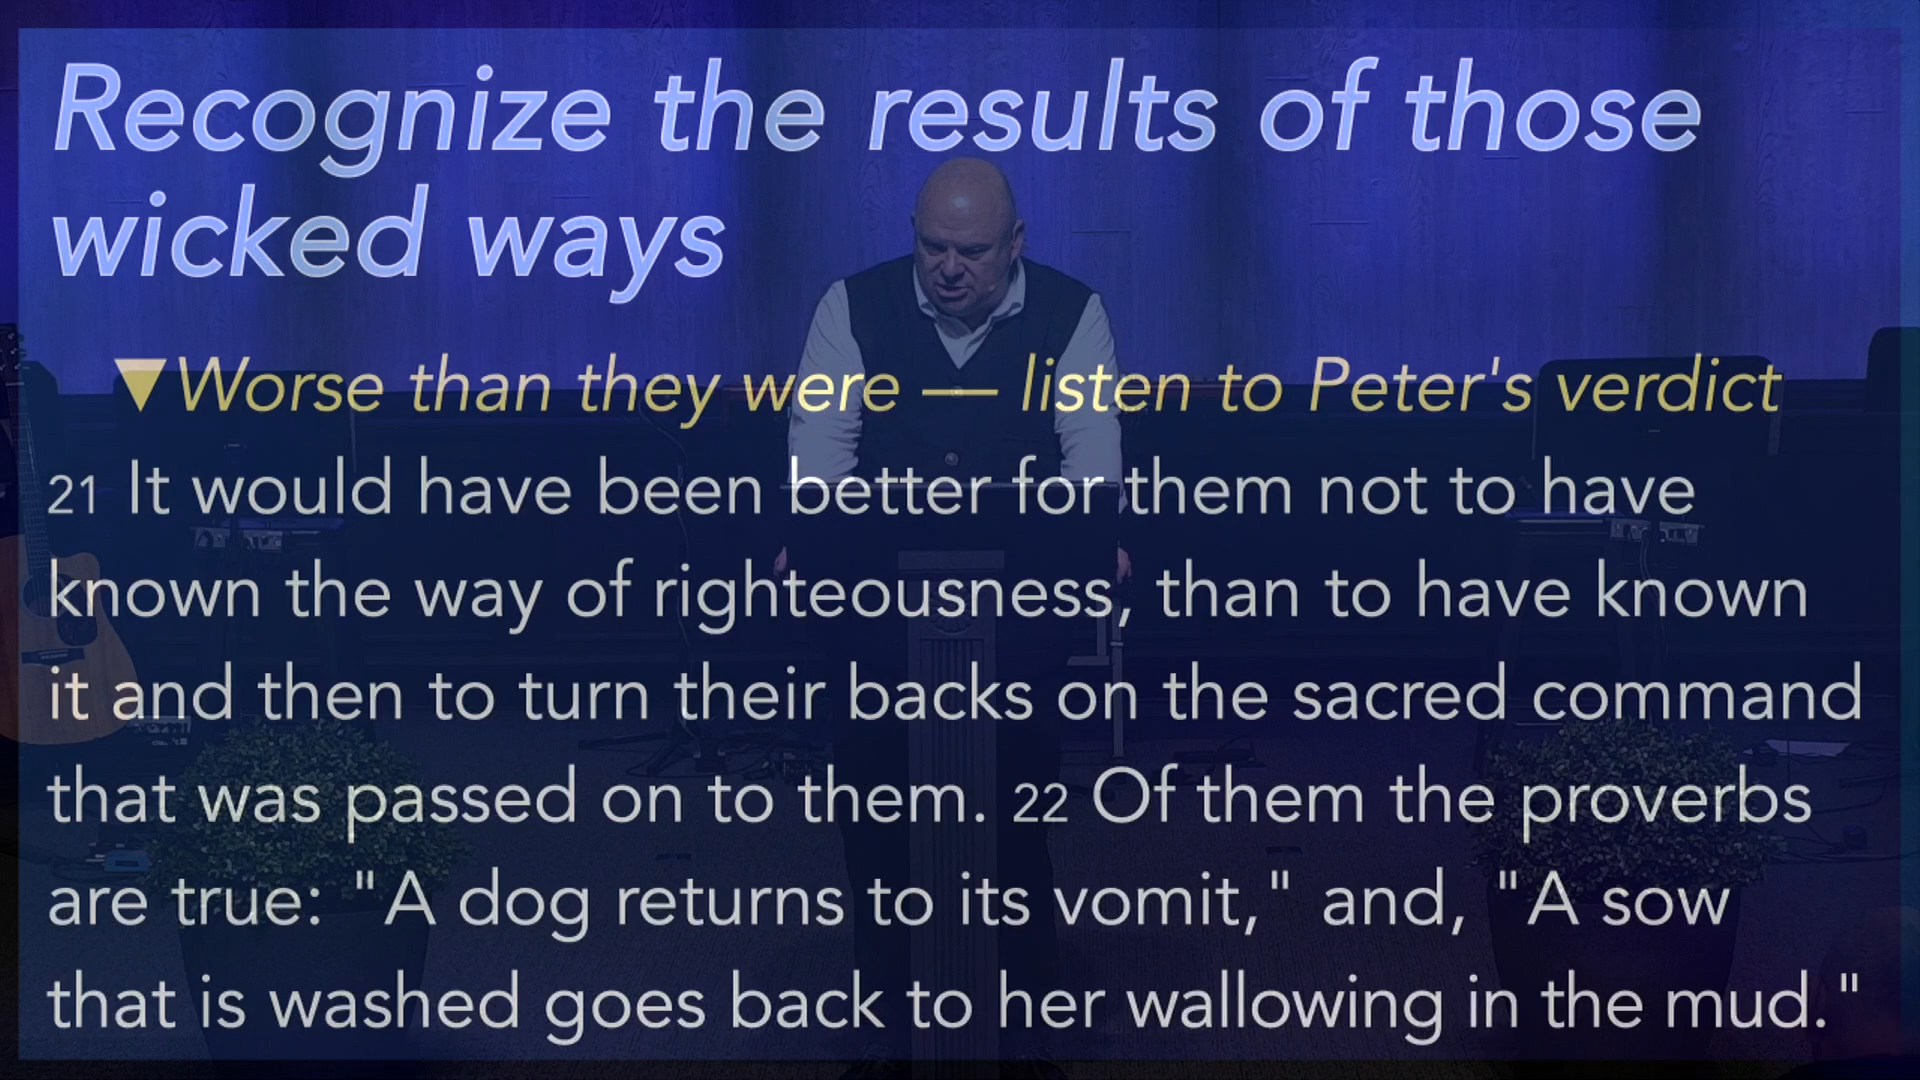 Recognize the results of those
wicked ways
▼Worse than they were — listen to Peter's verdict
21 It would have been better for them not to have
known the way of righteousness, than to have known
it and then to turn their backs on the sacred command
that was passed on to them. 22 Of them the proverbs
are true: "A dog returns to its vomit," and, "A sow
that is washed goes back to her wallowing in the mud."